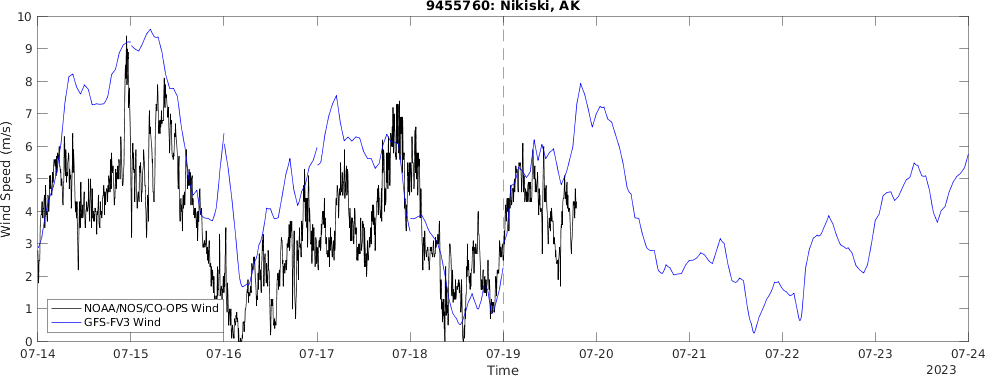 9455760: Nikiski, AK
Wind Speed (m/s)
10
9
8
7
6
5
4
3
2
1
0
NOAA/NOS/CO-OPS Wind
GFS-FV3 Wind
07-14 07-15 07-16 07-17 07-18 07-19 07-20 07-21 07-22 07-23 07-24
Time
2023